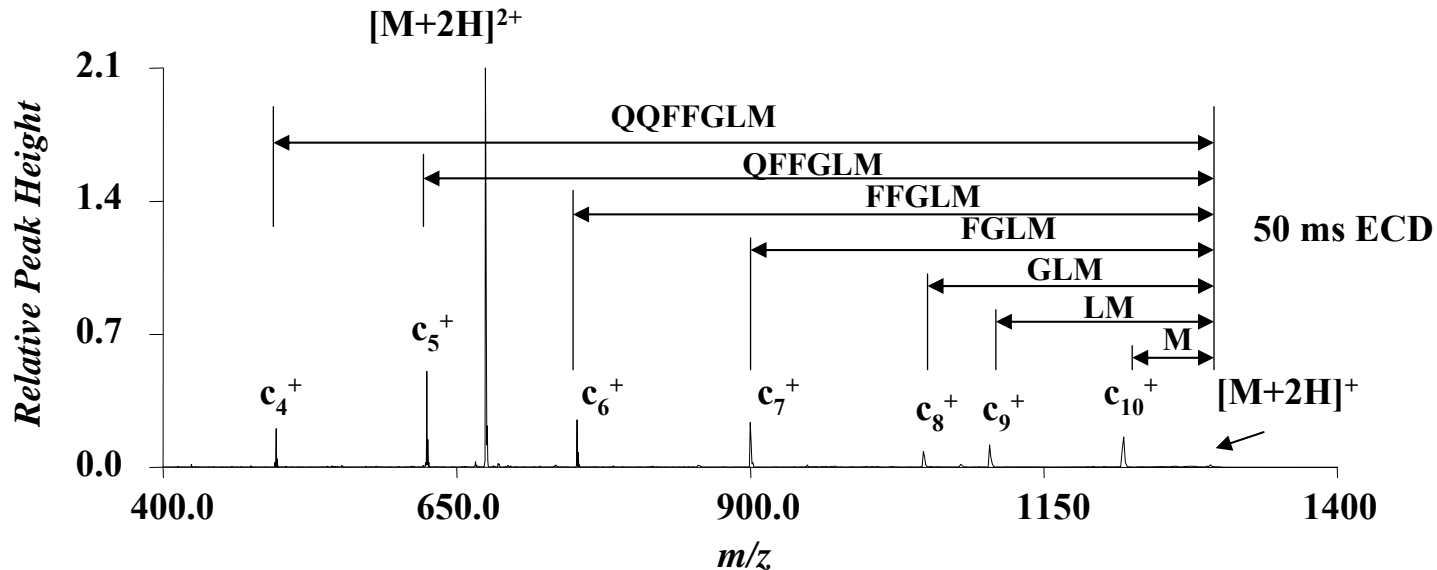 [M+2H]²⁺
2.1
QQFFGLM
QFFGLM
1.4
FFGLM
FGLM
50 ms ECD
GLM
LM
0.7
M
c₅⁺
c₄⁺
c₆⁺
c₇⁺
c₈⁺
c₉⁺
c₁₀⁺
[M+2H]⁺
0.0
400.0
650.0
900.0
1150
1400
m/z
Relative Peak Height